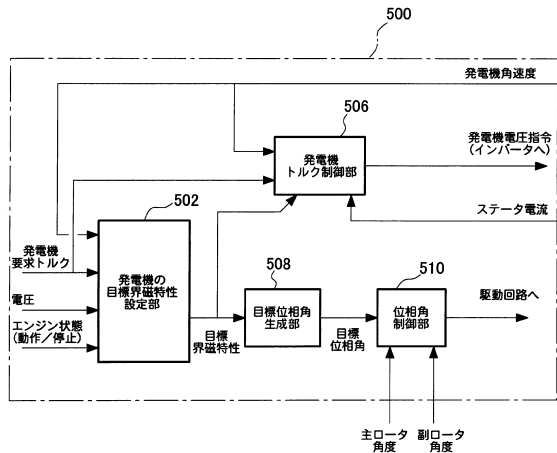 500
発電機角速度
506
発電機
トルク制御部
発電機電圧指令
(インバータへ)
502
ステータ電流
発電機
要求トルク
発電機の
目標界磁特性
設定部
508
510
電圧
目標位相角
生成部
位相角
制御部
駆動回路へ
エンジン状態
(動作/停止)
目標
界磁特性
目標
位相角
主ロータ
角度
副ロータ
角度